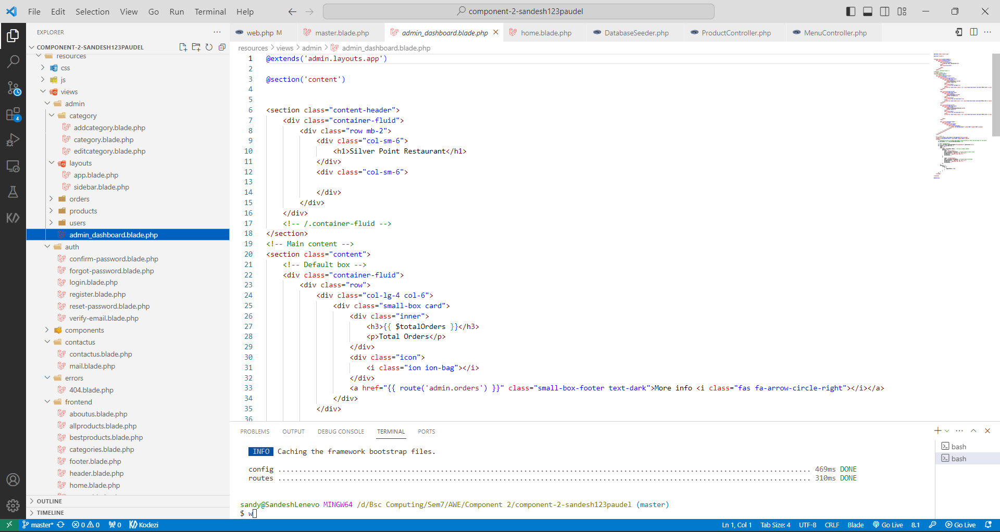 File Edit Selection View Go Run Terminal Help
component-2-sandesh123paudel
EXPLORER
COMPONENT-2-SANDESH123PAUDEL
resources
css
js
views
admin
category
addcategory.blade.php
category.blade.php
editcategory.blade.php
layouts
app.blade.php
sidebar.blade.php
orders
products
users
admin_dashboard.blade.php
auth
confirm-password.blade.php
forgot-password.blade.php
login.blade.php
register.blade.php
reset-password.blade.php
verify-email.blade.php
components
contactus
contactus.blade.php
mail.blade.php
errors
404.blade.php
frontend
aboutus.blade.php
allproducts.blade.php
bestproducts.blade.php
categories.blade.php
footer.blade.php
header.blade.php
home.blade.php
OUTLINE
TIMELINE
4
web.php M master.blade.php admin_dashboard.blade.php home.blade.php DatabaseSeeder.php ProductController.php MenuController.php
resources > views > admin > admin_dashboard.blade.php
1 @extends('admin.layouts.app')
2
3 @section('content')
4
5
6 <section class="content-header">
7 <div class="container-fluid">
8 <div class="row mb-2">
9 <div class="col-sm-6">
10 <h1>Silver Point Restaurant</h1>
11 </div>
12 <div class="col-sm-6">
13
14 </div>
15 </div>
16 </div>
17 <!-- /.container-fluid -->
18 </section>
19 <!-- Main content -->
20 <section class="content">
21 <!-- Default box -->
22 <div class="container-fluid">
23 <div class="row">
24 <div class="col-lg-4 col-6">
25 <div class="small-box card">
26 <div class="inner">
27 <h3>{{ $totalOrders }}</h3>
28 <p>Total Orders</p>
29 </div>
30 <div class="icon">
31 <i class="ion ion-bag"></i>
32 </div>
33 <a href="{{ route('admin.orders') }}" class="small-box-footer text-dark">More info <i class="fas fa-arrow-circle-right"></i></a>
34 </div>
35 </div>
36
PROBLEMS OUTPUT DEBUG CONSOLE TERMINAL PORTS
INFO Caching the framework bootstrap files.
config ................................................................ 469ms DONE
routes ................................................................ 310ms DONE
sandy@SandeshLenevo MINGW64 /d/Bsc Computing/Sem7/AWE/Component 2/component-2-sandesh123paudel (master)
$ w
bash
bash
master* 0 0 0 Kodezi Ln 1, Col 1 Tab Size: 4 UTF-8 CRLF Blade Go Live 8.1 Go Live